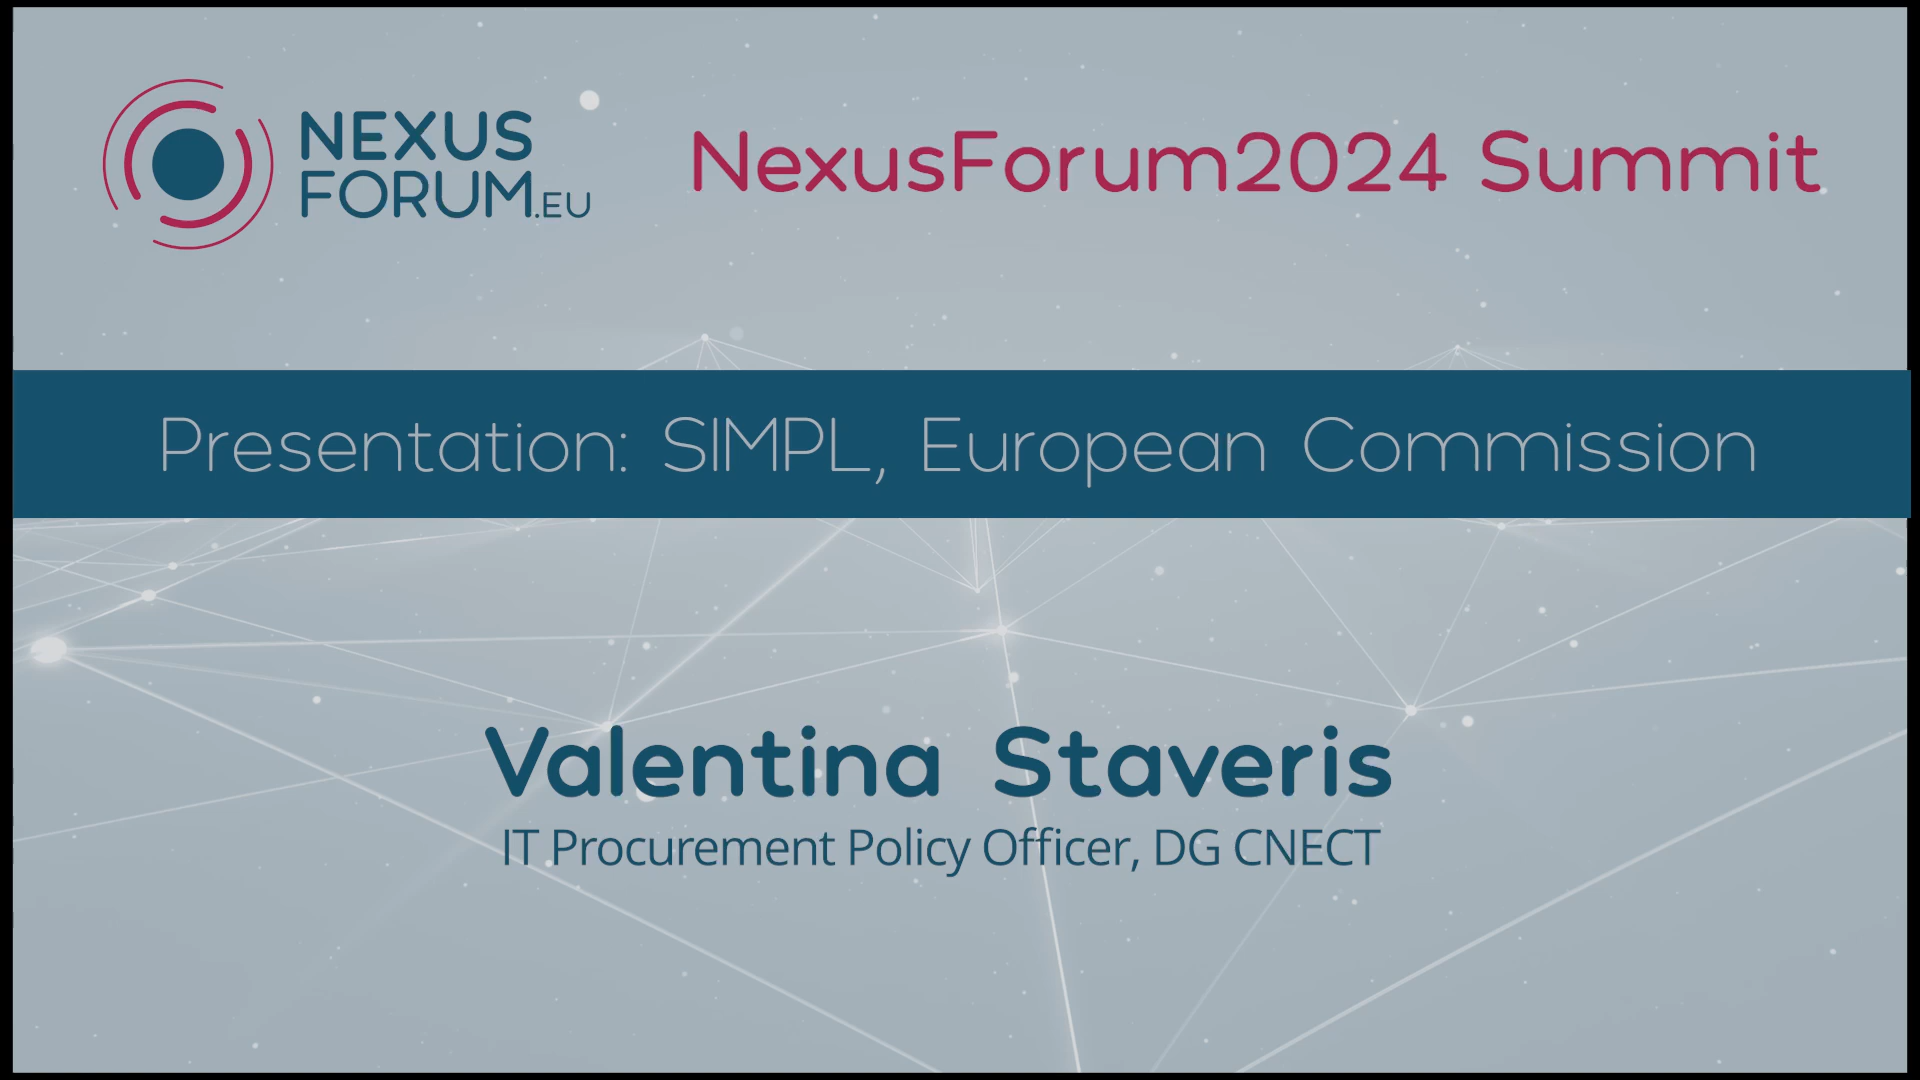 NEXUS
FORUM.EU
NexusForum2024 Summit
Presentation: SIMPL, European Commission
Valentina Staveris
IT Procurement Policy Officer, DG CNECT